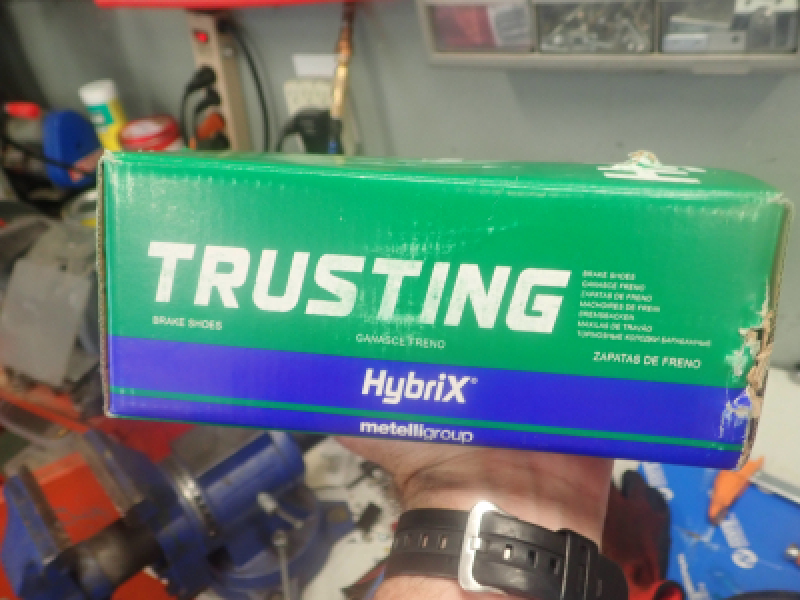 TRUSTING
BRAKE SHOES
GANASCE FRENO
ZAPATAS DE FRENO
BRAKE SHOES
GANASCE FRENO
ZAPATAS DE FRENO
MACHOIRES DE FREIN
BREMSBACKEN
MAXILAS DE TRAVÃO
ТОРМОЗНЫЕ КОЛОДКИ БАРАБАННЫЕ
HybriX®
metelligroup